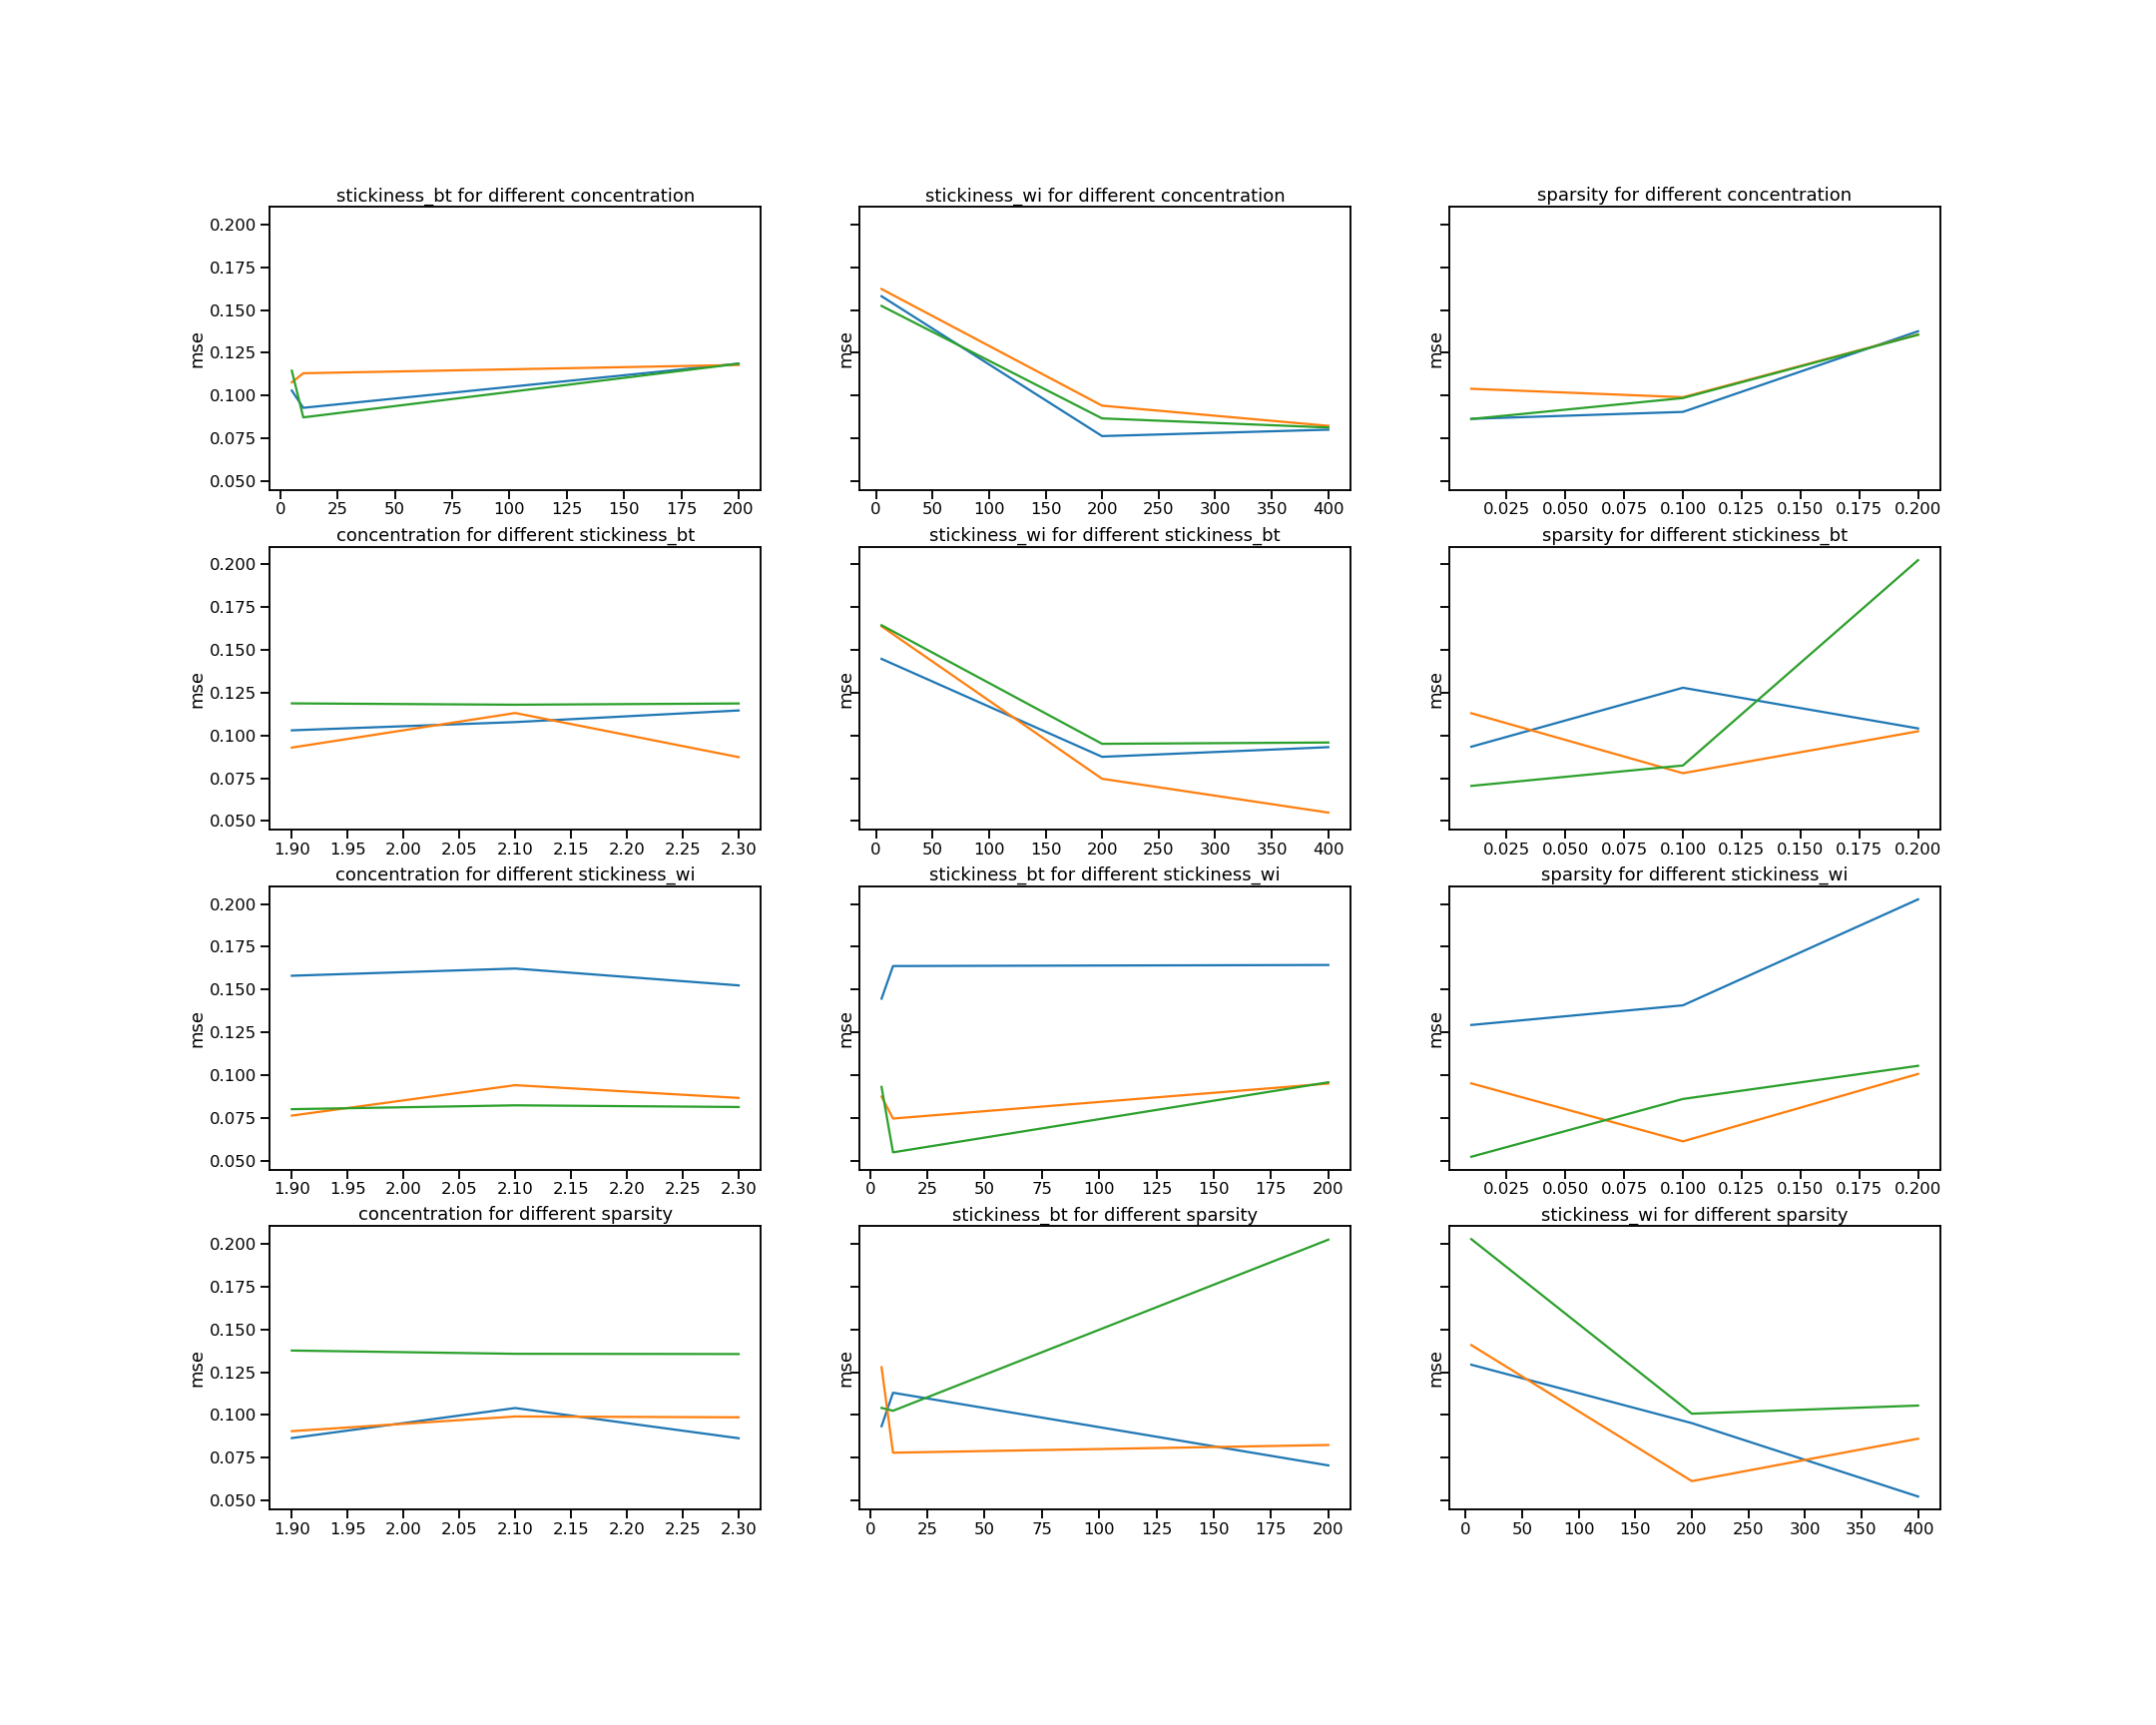 stickiness_bt for different concentration
stickiness_wi for different concentration
sparsity for different concentration
0.200
0.175
0.150
0.125
0.100
0.075
0.050
mse
mse
mse
0 25 50 75 100 125 150 175 200
0 50 100 150 200 250 300 350 400
0.025 0.050 0.075 0.100 0.125 0.150 0.175 0.200
concentration for different stickiness_bt
stickiness_wi for different stickiness_bt
sparsity for different stickiness_bt
0.200
0.175
0.150
0.125
0.100
0.075
0.050
mse
mse
mse
1.90 1.95 2.00 2.05 2.10 2.15 2.20 2.25 2.30
0 50 100 150 200 250 300 350 400
0.025 0.050 0.075 0.100 0.125 0.150 0.175 0.200
concentration for different stickiness_wi
stickiness_bt for different stickiness_wi
sparsity for different stickiness_wi
0.200
0.175
0.150
0.125
0.100
0.075
0.050
mse
mse
mse
1.90 1.95 2.00 2.05 2.10 2.15 2.20 2.25 2.30
0 25 50 75 100 125 150 175 200
0.025 0.050 0.075 0.100 0.125 0.150 0.175 0.200
concentration for different sparsity
stickiness_bt for different sparsity
stickiness_wi for different sparsity
0.200
0.175
0.150
0.125
0.100
0.075
0.050
mse
mse
mse
1.90 1.95 2.00 2.05 2.10 2.15 2.20 2.25 2.30
0 25 50 75 100 125 150 175 200
0 50 100 150 200 250 300 350 400